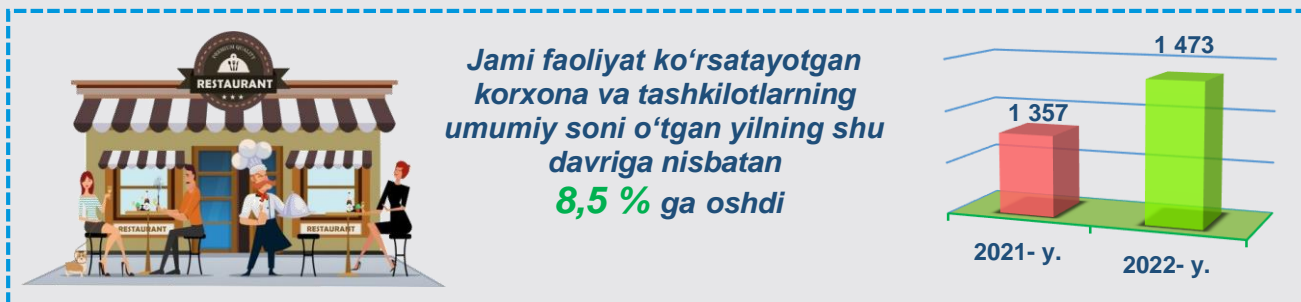 PREMIUM QUALITY
RESTAURANT
RESTAURANT
RESTAURANT
Jami faoliyat ko‘rsatayotgan
korxona va tashkilotlarning
umumiy soni o‘tgan yilning shu
davriga nisbatan
8,5 % ga oshdi
1 473
1 357
2021- y.
2022- y.